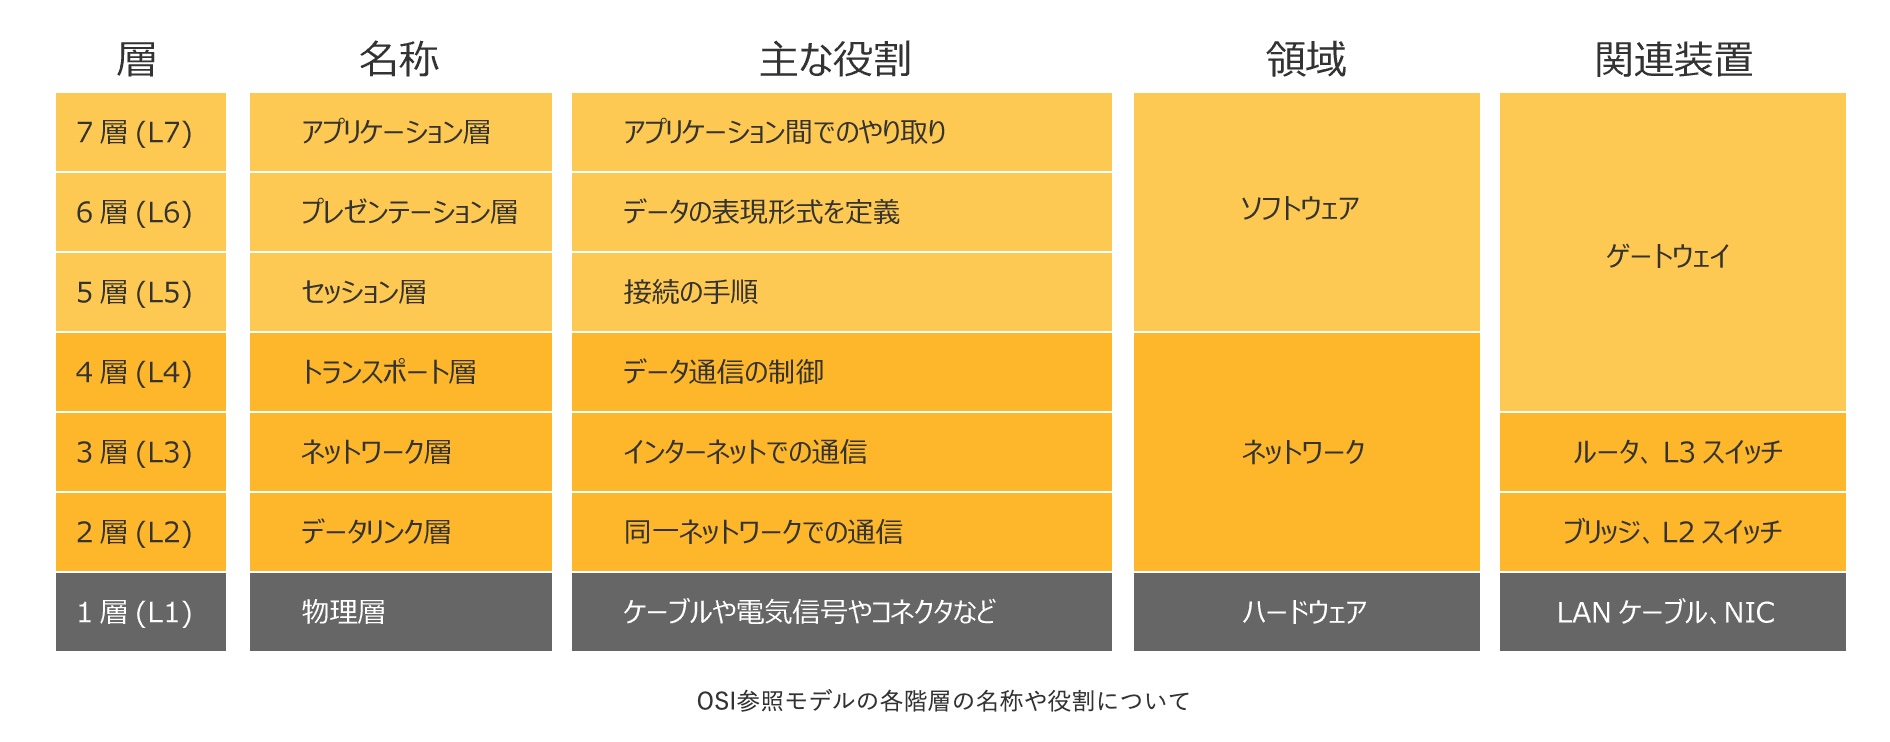 層 名称 主な役割 領域 関連装置
7 層 (L7) アプリケーション層 アプリケーション間でのやり取り
6 層 (L6) プレゼンテーション層 データの表現形式を定義 ソフトウェア
ゲートウェイ
5 層 (L5) セッション層 接続の手順
4 層 (L4) トランスポート層 データ通信の制御
3 層 (L3) ネットワーク層 インターネットでの通信 ネットワーク ルータ、L3 スイッチ
2 層 (L2) データリンク層 同一ネットワークでの通信 ブリッジ、L2 スイッチ
1 層 (L1) 物理層 ケーブルや電気信号やコネクタなど ハードウェア LAN ケーブル、NIC
OSI参照モデルの各階層の名称や役割について